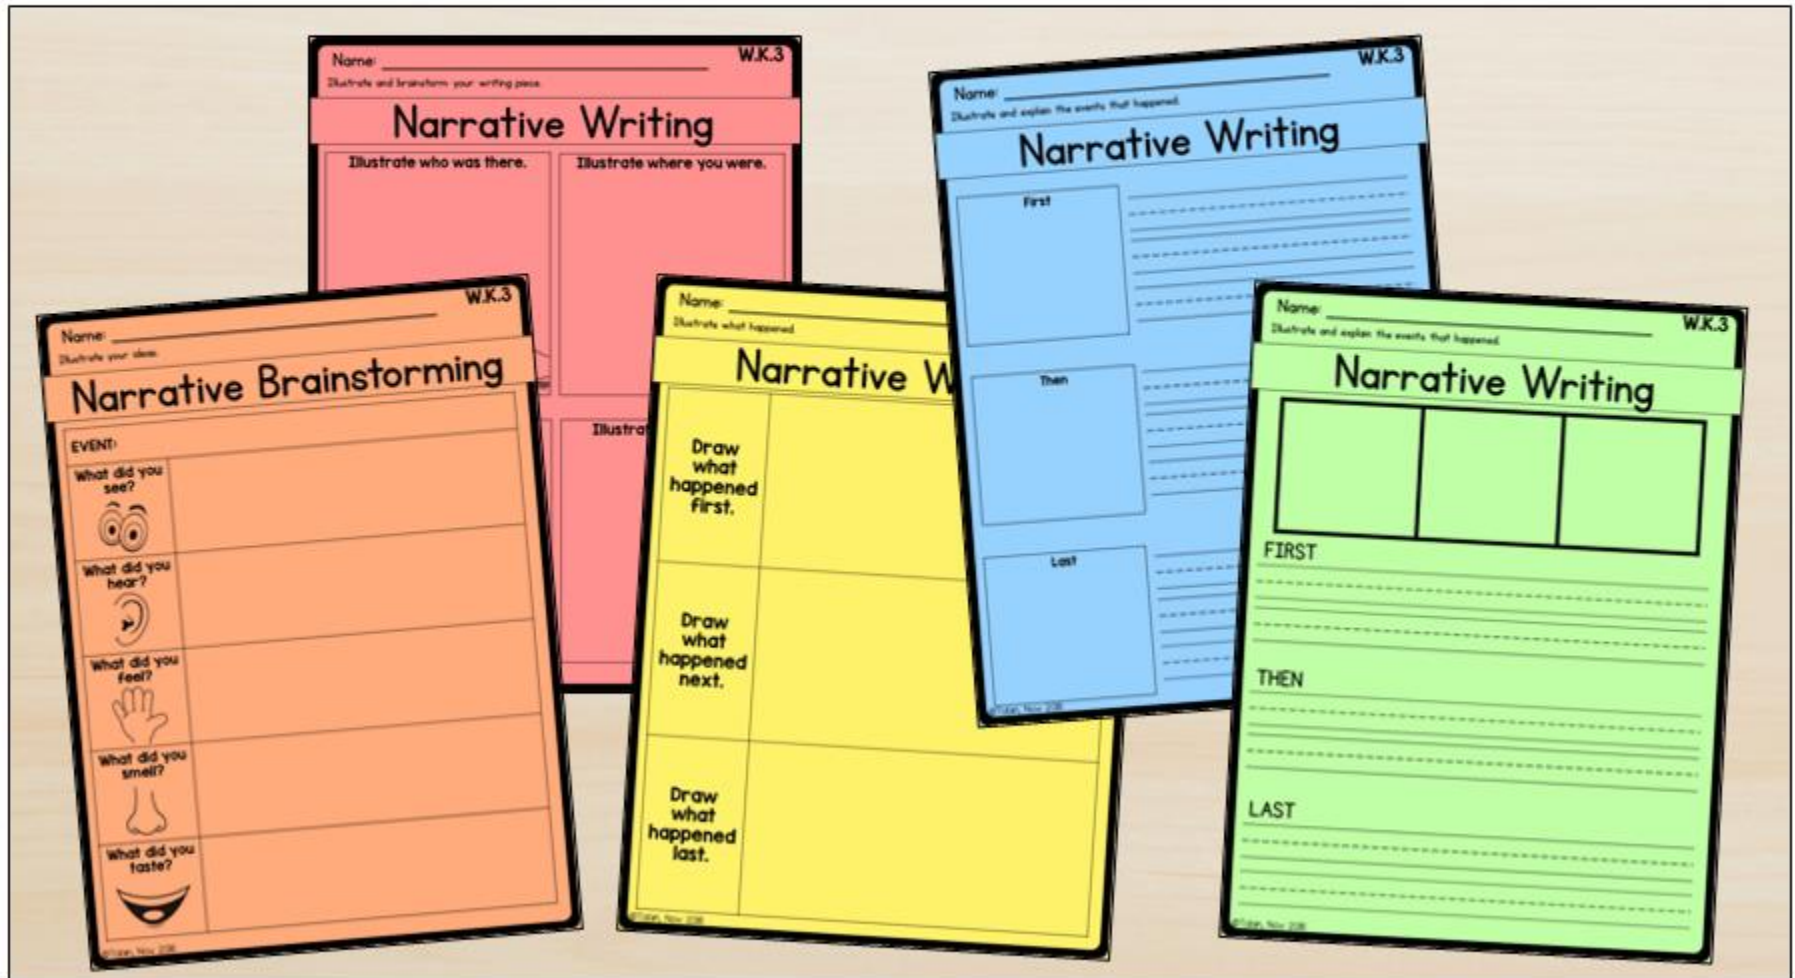 Name:
W.K.3
Illustrate and brainstorm your writing piece.
Narrative Writing
Illustrate who was there.
Illustrate where you were.
Name:
W.K.3
Illustrate and explain the events that happened.
Narrative Writing
First
Then
Last
Name:
W.K.3
Illustrate your ideas.
Narrative Brainstorming
EVENT:
What did you
see?
What did you
hear?
What did you
feel?
What did you
smell?
What did you
taste?
Name:
Illustrate what happened.
Narrative W
Draw
what
happened
first.
Draw
what
happened
next.
Draw
what
happened
last.
Name:
W.K.3
Illustrate and explain the events that happened.
Narrative Writing
FIRST
THEN
LAST